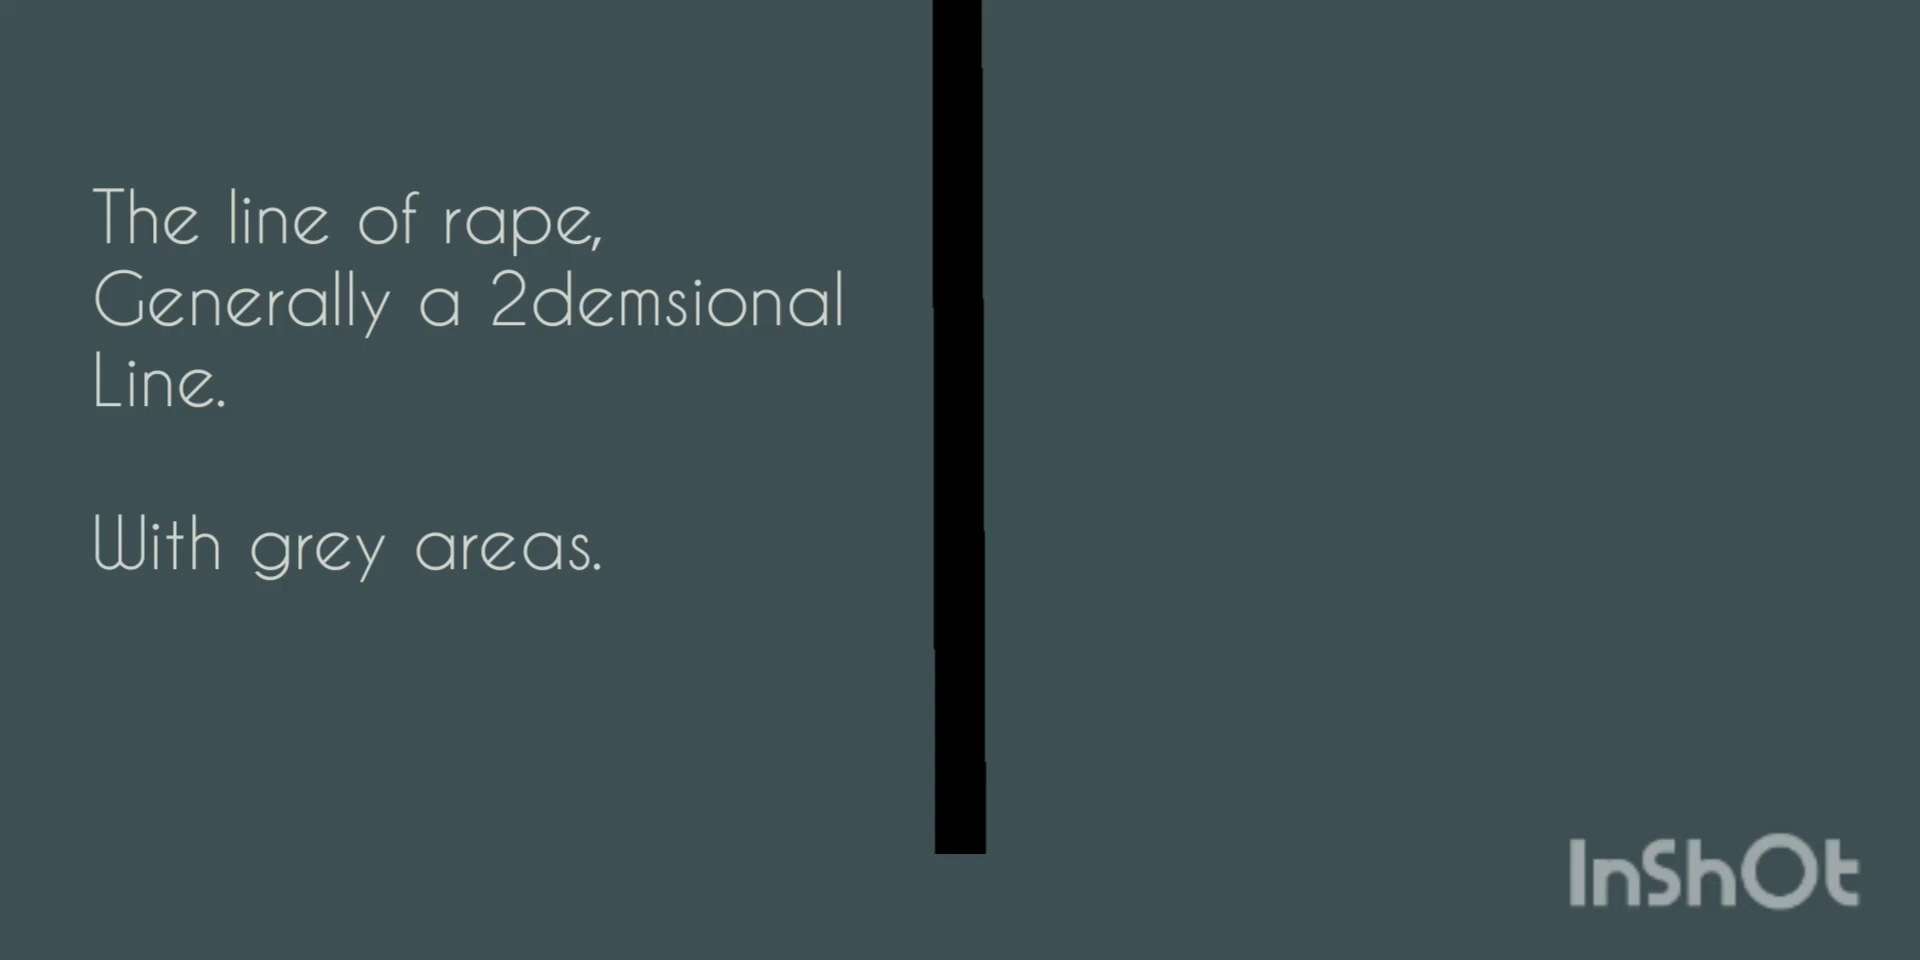 The line of rape,
Generally a 2demsional
Line.
With grey areas.
InShOt